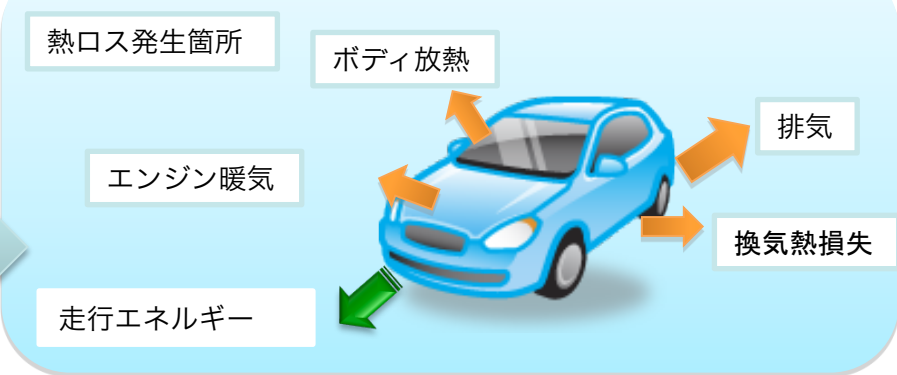 熱ロス発生箇所
ボディ放熱
排気
エンジン暖気
換気熱損失
走行エネルギー